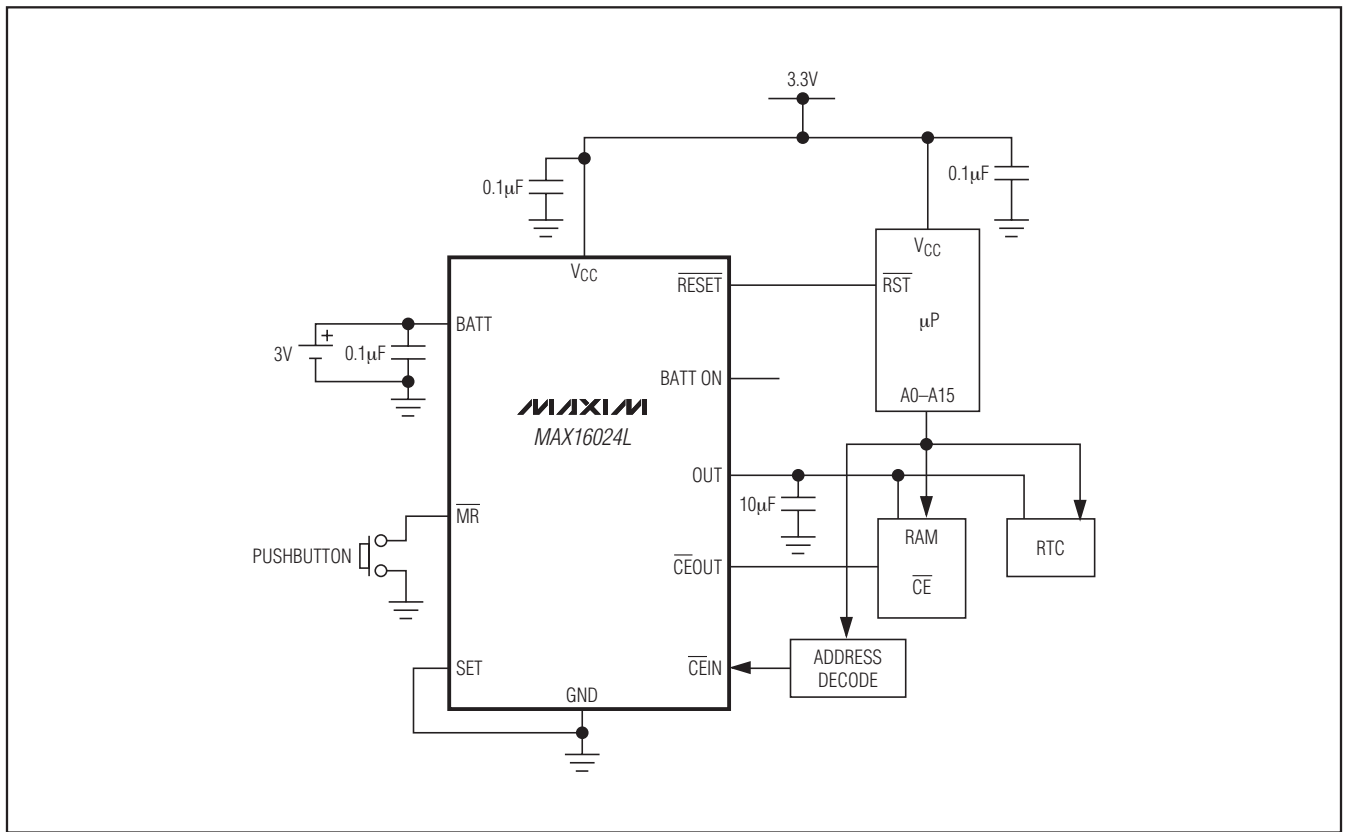 3.3V
0.1μF
0.1μF
VCC
VCC
RESET
RST
μP
BATT
+
3V
0.1μF
BATT ON
A0–A15
MAXIM
MAX16024L
OUT
10μF
MR
RAM
RTC
PUSHBUTTON
CEOUT
CE
SET
CEIN
ADDRESS
DECODE
GND